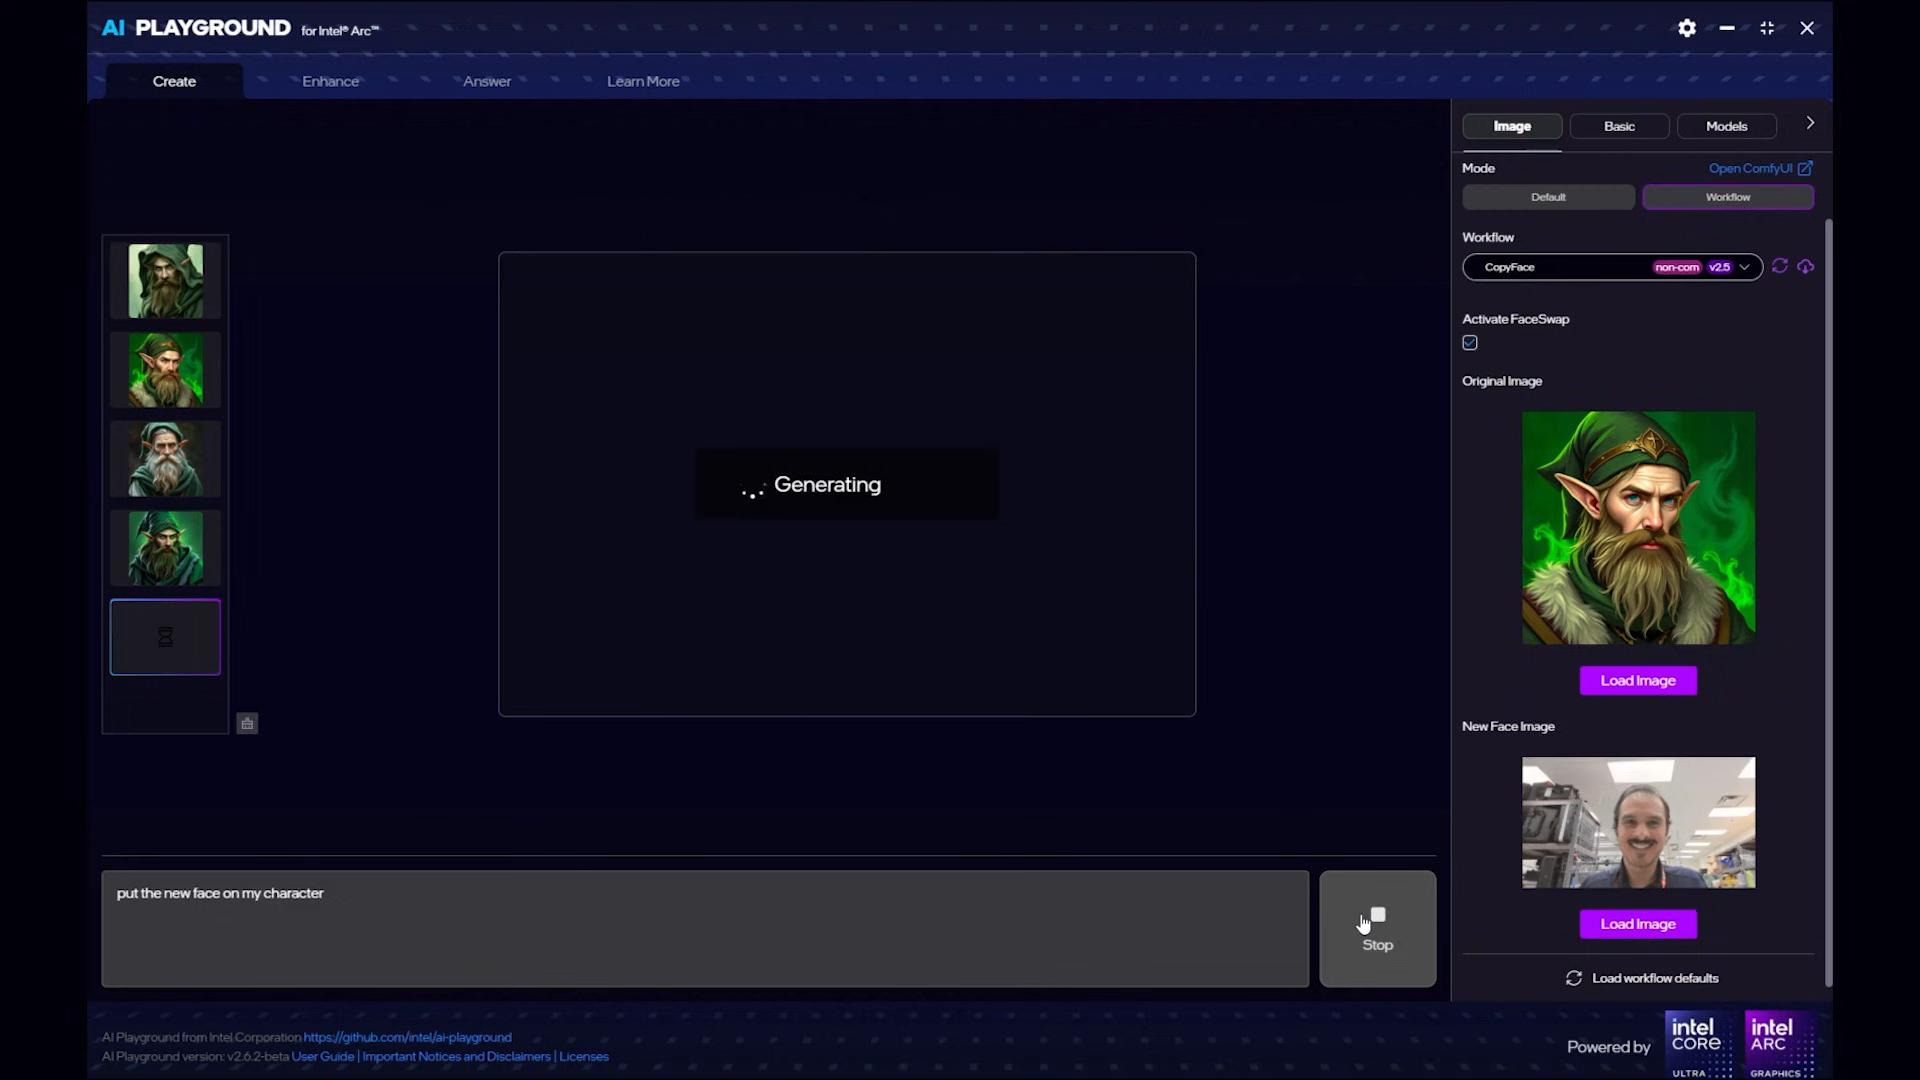 AI PLAYGROUND for Intel® Arc™
Create
Enhance
Answer
Learn More
Image
Basic
Models
Mode
Open ComfyUI
Default
Workflow
Workflow
CopyFace
non-com
v2.5
Activate FaceSwap
Original Image
Load Image
New Face Image
Load Image
Load workflow defaults
Generating
put the new face on my character
Stop
AI Playground from Intel Corporation https://github.com/intel/ai-playground
AI Playground version: v2.6.2-beta User Guide | Important Notices and Disclaimers | Licenses
Powered by
intel CORE ULTRA
intel ARC GRAPHICS